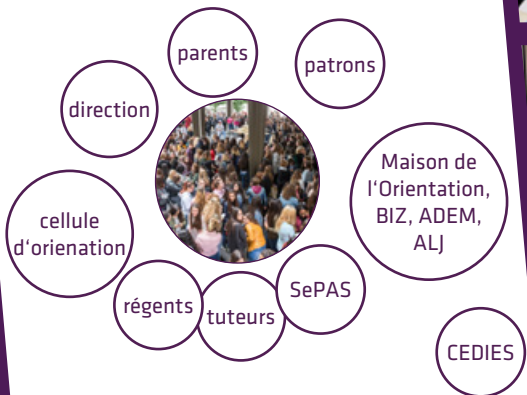 parents
patrons
direction
Maison de
l'Orientation,
BIZ, ADEM,
ALJ
cellule
d'orienation
SePAS
régents
tuteurs
CEDIES